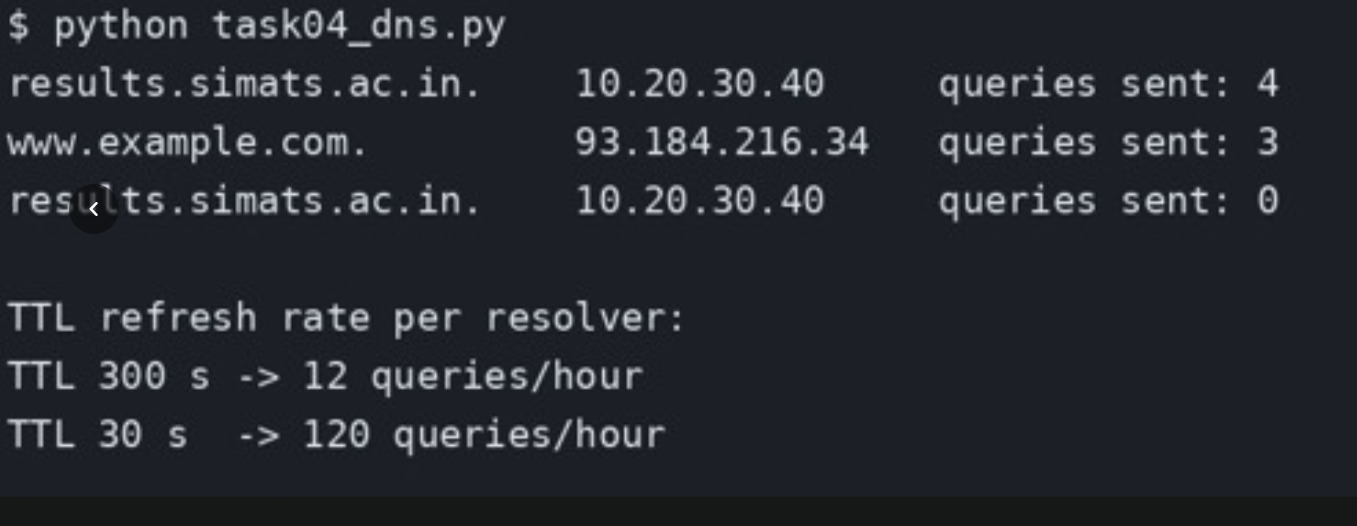 $ python task04_dns.py
results.simats.ac.in.    10.20.30.40     queries sent: 4
www.example.com.         93.184.216.34   queries sent: 3
results.simats.ac.in.    10.20.30.40     queries sent: 0
TTL refresh rate per resolver:
TTL 300 s -> 12 queries/hour
TTL 30 s  -> 120 queries/hour